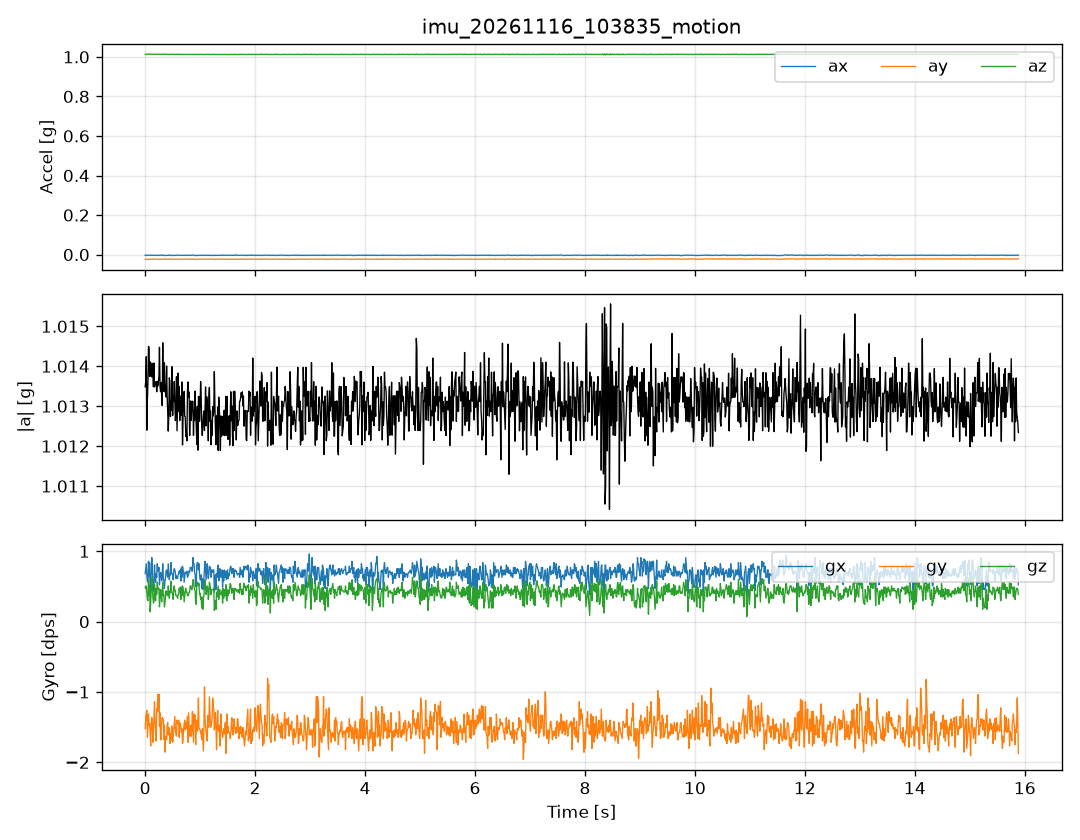 imu_20261116_103835_motion
1.0
0.8
0.6
0.4
0.2
0.0
Accel [g]
ax ay az
1.015
1.014
1.013
1.012
1.011
|a| [g]
1
0
−1
−2
Gyro [dps]
gx gy gz
0 2 4 6 8 10 12 14 16
Time [s]